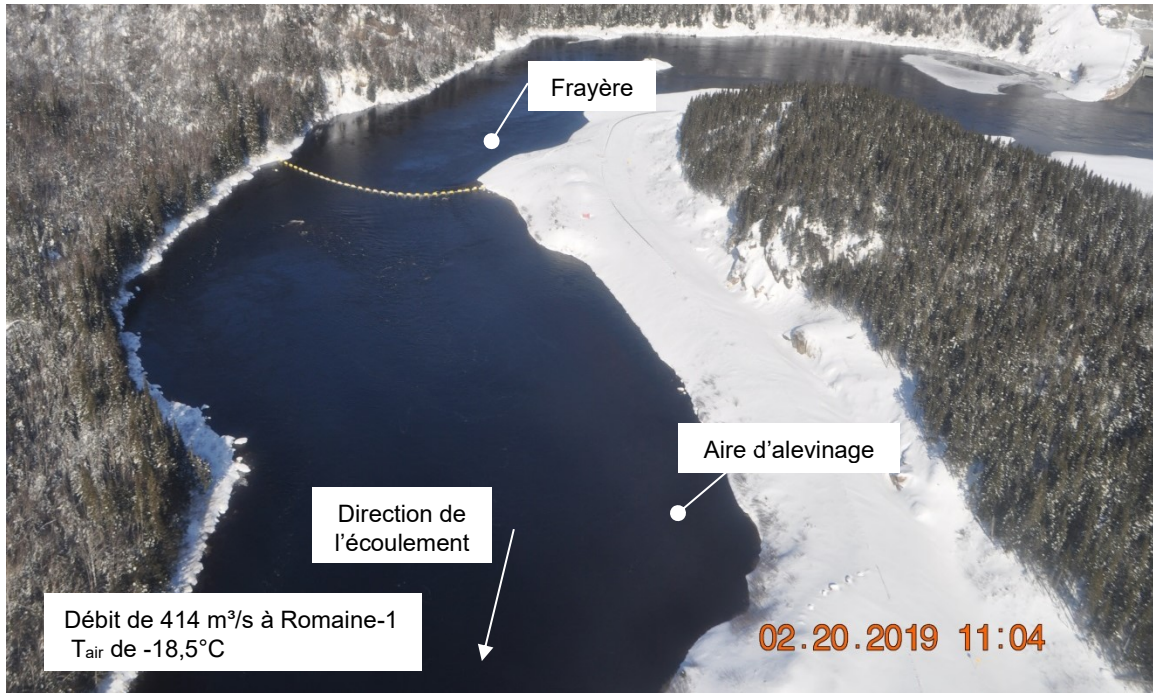 Frayère
Aire d'alevinage
Direction de
l'écoulement
Débit de 414 m³/s à Romaine-1
Tair de -18,5°C
02.20.2019 11:04